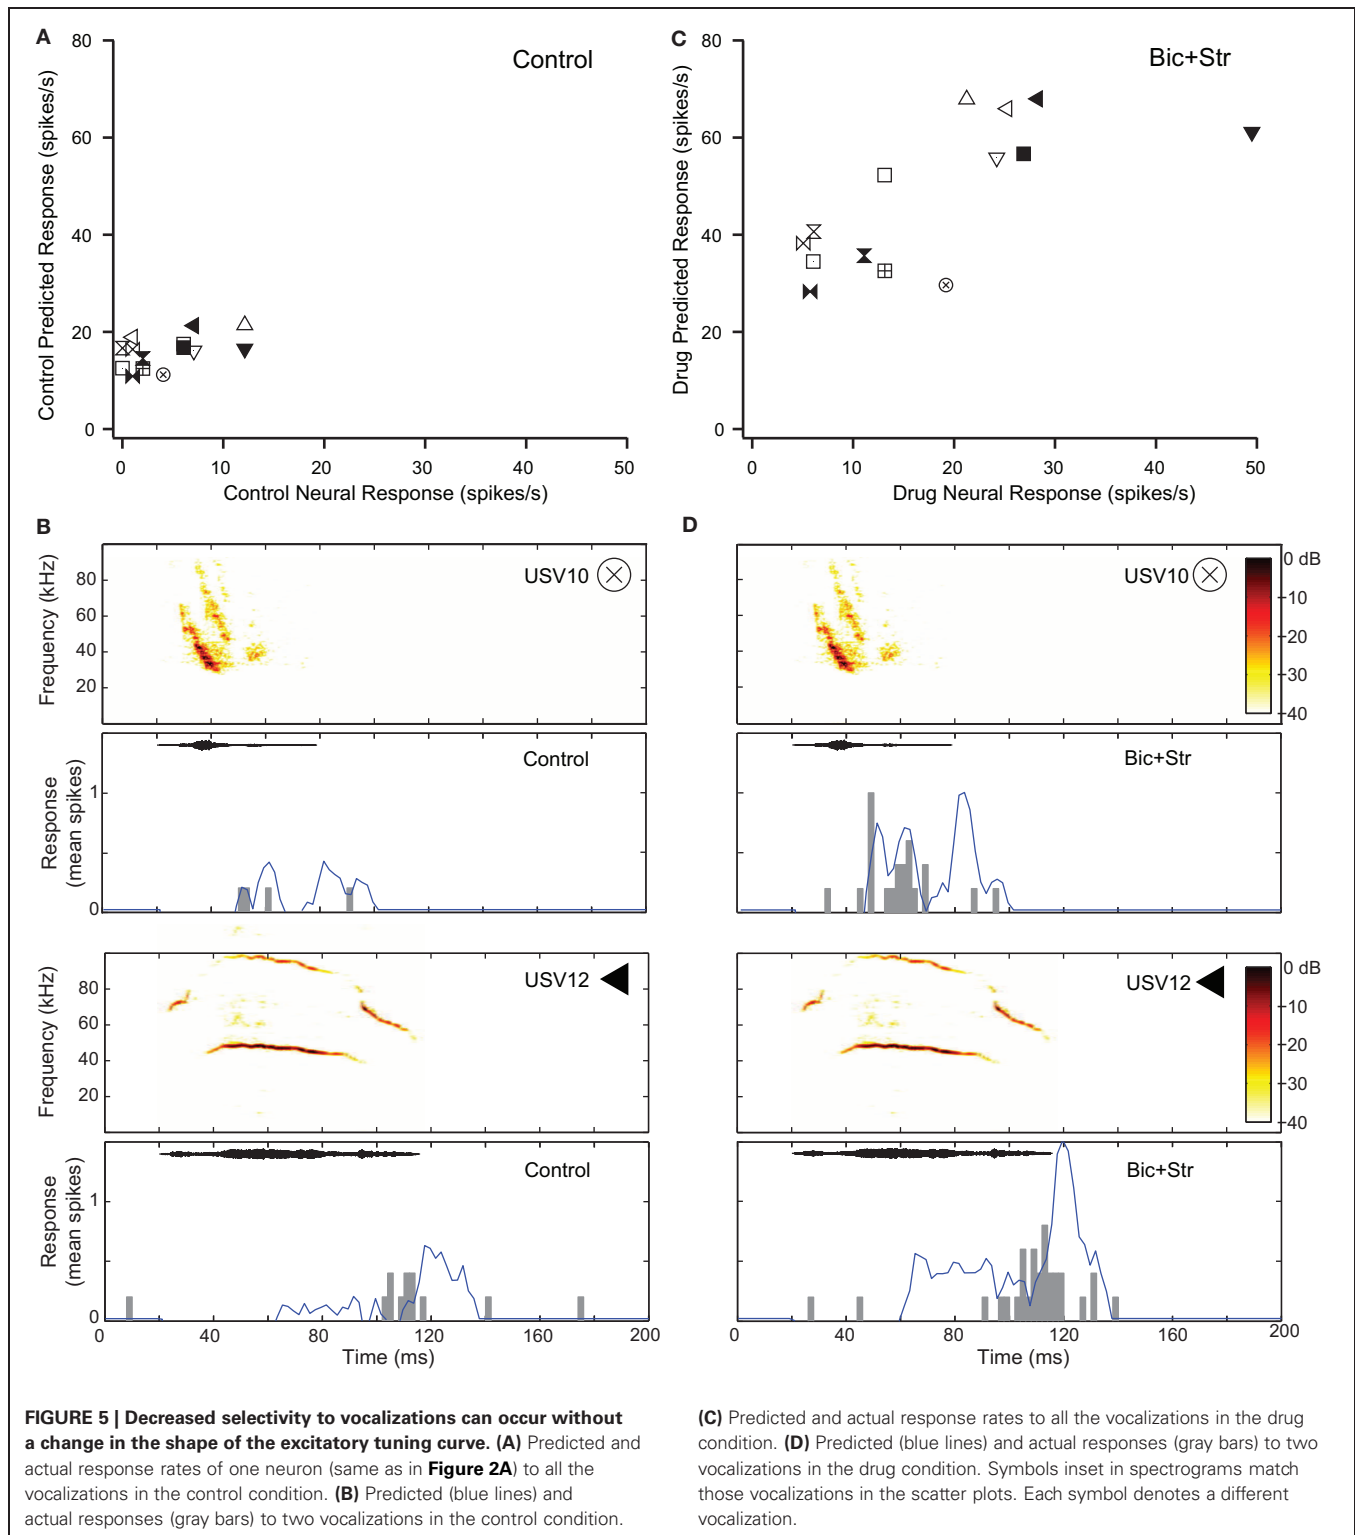 A
80
60
40
20
0
Control Predicted Response (spikes/s)
Control
0 10 20 30 40 50
Control Neural Response (spikes/s)
C
80
60
40
20
0
Drug Predicted Response (spikes/s)
Bic+Str
0 10 20 30 40 50
Drug Neural Response (spikes/s)
B
Frequency (kHz)
80
60
40
20
USV10
Response
(mean spikes)
1
0
Control
Frequency (kHz)
80
60
40
20
USV12
Response
(mean spikes)
1
0
Control
0 40 80 120 160 200
Time (ms)
D
USV10
0 dB
-10
-20
-30
-40
Bic+Str
USV12
0 dB
-10
-20
-30
-40
Bic+Str
0 40 80 120 160 200
Time (ms)
FIGURE 5 | Decreased selectivity to vocalizations can occur without
a change in the shape of the excitatory tuning curve. (A) Predicted and
actual response rates of one neuron (same as in Figure 2A) to all the
vocalizations in the control condition. (B) Predicted (blue lines) and
actual responses (gray bars) to two vocalizations in the control condition.
(C) Predicted and actual response rates to all the vocalizations in the drug
condition. (D) Predicted (blue lines) and actual responses (gray bars) to two
vocalizations in the drug condition. Symbols inset in spectrograms match
those vocalizations in the scatter plots. Each symbol denotes a different
vocalization.